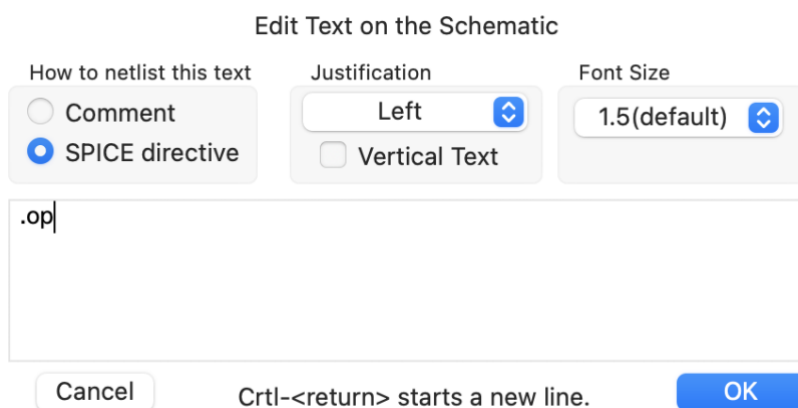 Edit Text on the Schematic
How to netlist this text
Justification
Font Size
Comment
Left
1.5(default)
SPICE directive
Vertical Text
.op
Cancel
Crtl-<return> starts a new line.
OK